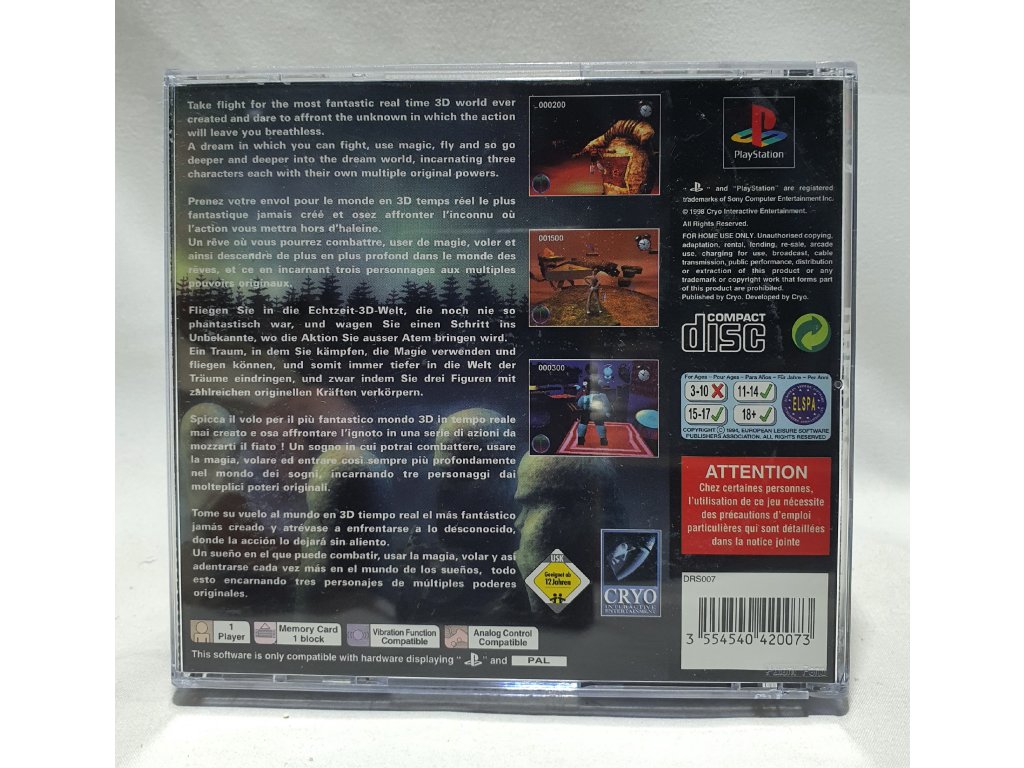 Take flight for the most fantastic real time 3D world ever
created and dare to affront the unknown in which the action
will leave you breathless.
A dream in which you can fight, use magic, fly and so go
deeper and deeper into the dream world, incarnating three
characters each with their own multiple original powers.
Prenez votre envol pour le monde en 3D temps réel le plus
fantastique jamais créé et osez affronter l'inconnu où
l'action vous mettra hors d'haleine.
Un rêve où vous pourrez combattre, user de magie, voler et
ainsi descendre de plus en plus profond dans le monde des
rêves, et ce en incarnant trois personnages aux multiples
pouvoirs originaux.
Fliegen Sie in die Echtzeit-3D-Welt, die noch nie so
phantastisch war, und wagen Sie einen Schritt ins
Unbekannte, wo die Aktion Sie ausser Atem bringen wird.
Ein Traum, in dem Sie kämpfen, die Magie verwenden und
fliegen können, und somit immer tiefer in die Welt der
Träume eindringen, und zwar indem Sie drei Figuren mit
zahlreichen originellen Kräften verkörpern.
Spicca il volo per il più fantastico mondo 3D in tempo reale
mai creato e osa affrontare l'ignoto in una serie di azioni da
mozzarti il fiato ! Un sogno in cui potrai combattere, usare
la magia, volare ed entrare così sempre più profondamente
nel mondo dei sogni, incarnando tre personaggi dai
molteplici poteri originali.
Tome su vuelo al mundo en 3D tiempo real el más fantástico
jamás creado y atrévase a enfrentarse a lo desconocido,
donde la acción lo dejará sin aliento.
Un sueño en el que puede combatir, usar la magia, volar y así
adentrarse cada vez más en el mundo de los sueños, todo
esto encarnando tres personajes de múltiples poderes
originales.
000200
001500
000300
PlayStation
" " and "PlayStation" are registered
trademarks of Sony Computer Entertainment Inc.
© 1998 Cryo Interactive Entertainment.
All Rights Reserved.
FOR HOME USE ONLY. Unauthorised copying,
adaptation, rental, lending, re-sale, arcade
use, charging for use, broadcast, cable
transmission, public performance, distribution
or extraction of this product or any
trademark or copyright work that forms part
of this product are prohibited.
Published by Cryo. Developed by Cryo.
COMPACT
disc
For Ages – Pour Ages – Para Años – Für Jahre – Per Anni
3-10 11-14
15-17 18+
ELSPA
COPYRIGHT © 1994, EUROPEAN LEISURE SOFTWARE
PUBLISHERS ASSOCIATION. ALL RIGHTS RESERVED
ATTENTION
Chez certaines personnes,
l'utilisation de ce jeu nécessite
des précautions d'emploi
particulières qui sont détaillées
dans la notice jointe
USK
Geeignet ab
12 Jahren
CRYO
INTERACTIVE
ENTERTAINMENT
DRS007
3 554540 420073
1
Player
Memory Card
1 block
Vibration Function
Compatible
Analog Control
Compatible
This software is only compatible with hardware displaying " " and PAL